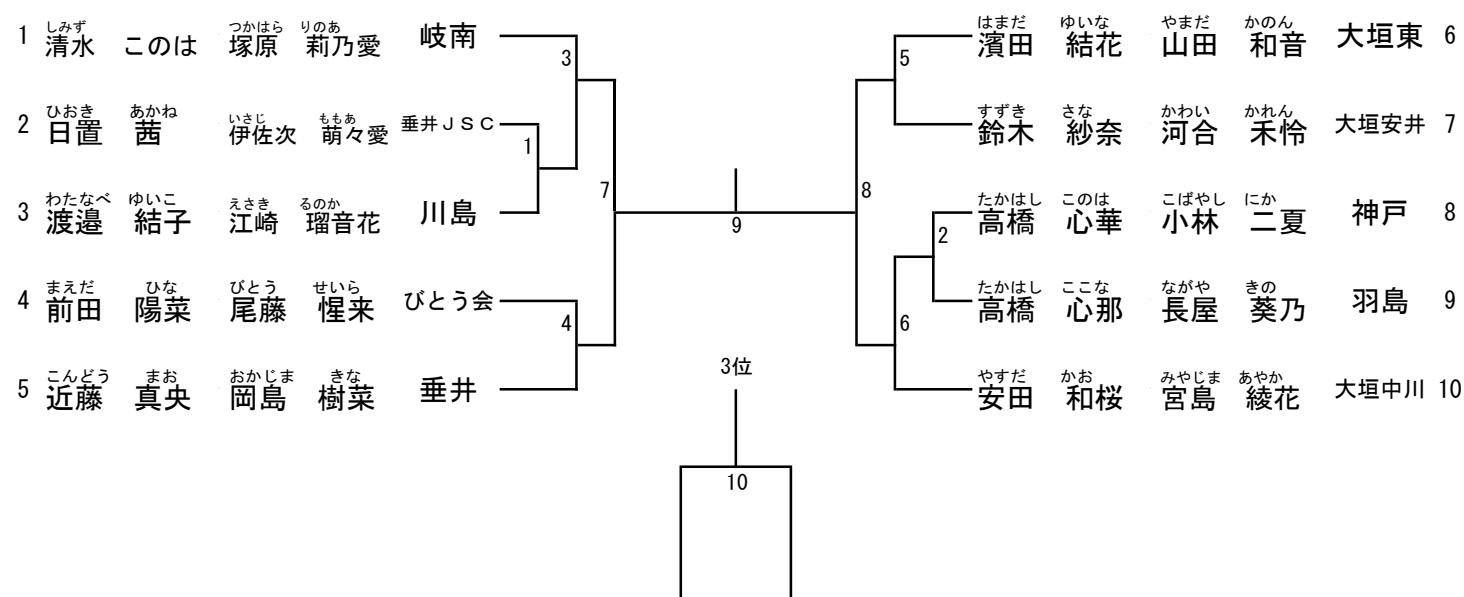 しみず つかはら りのあ
1 清水 このは 塚原 莉乃愛 岐南
ひおき あかね いさじ ももあ
2 日置 茜 伊佐次 萌々愛 垂井ＪＳＣ
わたなべ ゆいこ えさき るのか
3 渡邉 結子 江崎 瑠音花 川島
まえだ ひな びとう せいら
4 前田 陽菜 尾藤 惺来 びとう会
こんどう まお おかじま きな
5 近藤 真央 岡島 樹菜 垂井
3
1
7
4
9
3位
10
8
5
2
6
はまだ ゆいな やまだ かのん
濱田 結花 山田 和音 大垣東 6
すずき さな かわい かれん
鈴木 紗奈 河合 禾怜 大垣安井 7
たかはし このは こばやし にか
高橋 心華 小林 二夏 神戸 8
たかはし ここな ながや きの
高橋 心那 長屋 葵乃 羽島 9
やすだ かお みやじま あやか
安田 和桜 宮島 綾花 大垣中川 10